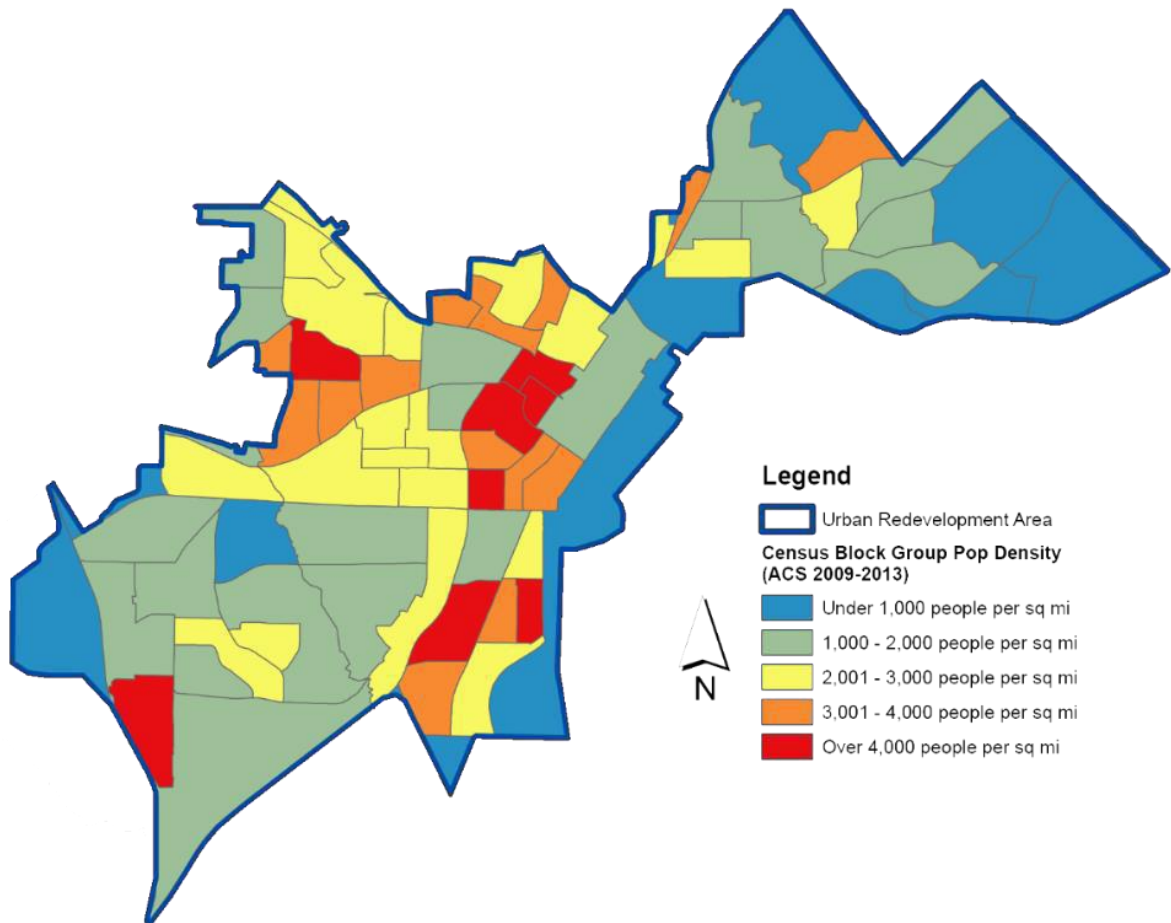 Legend
Urban Redevelopment Area
Census Block Group Pop Density
(ACS 2009-2013)
Under 1,000 people per sq mi
1,000 - 2,000 people per sq mi
2,001 - 3,000 people per sq mi
3,001 - 4,000 people per sq mi
Over 4,000 people per sq mi
N